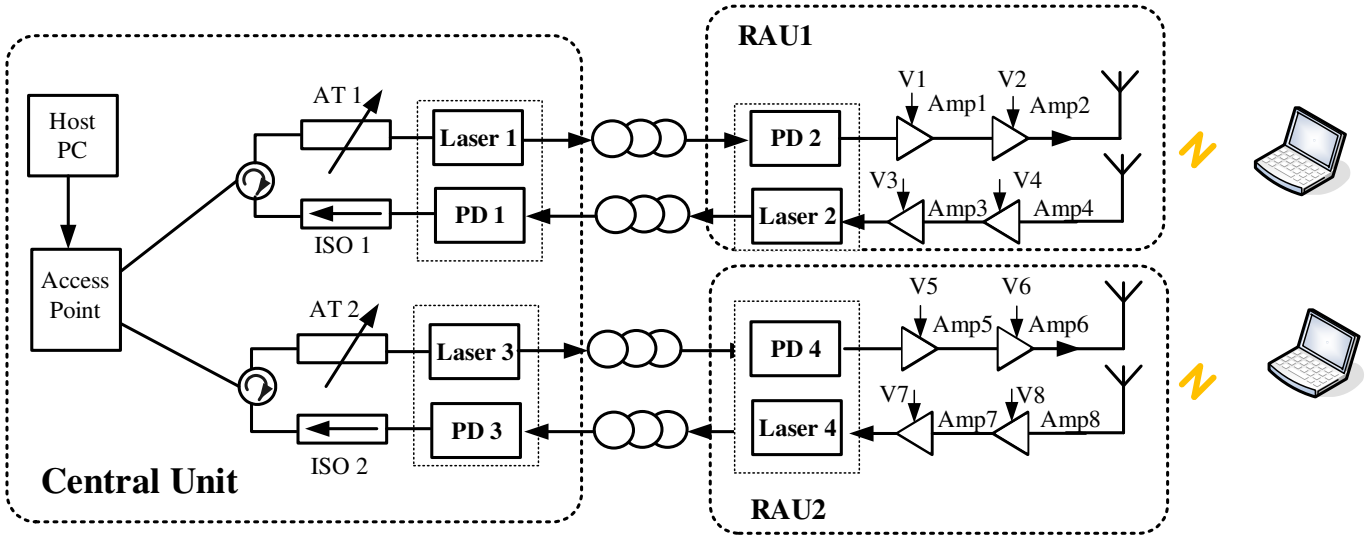 RAU1
Host
PC
AT 1
Laser 1
PD 2
V1
Amp1
V2
Amp2
ISO 1
PD 1
Laser 2
V3
Amp3
V4
Amp4
Access
Point
AT 2
Laser 3
PD 4
V5
Amp5
V6
Amp6
ISO 2
PD 3
Laser 4
V7
Amp7
V8
Amp8
Central Unit
RAU2